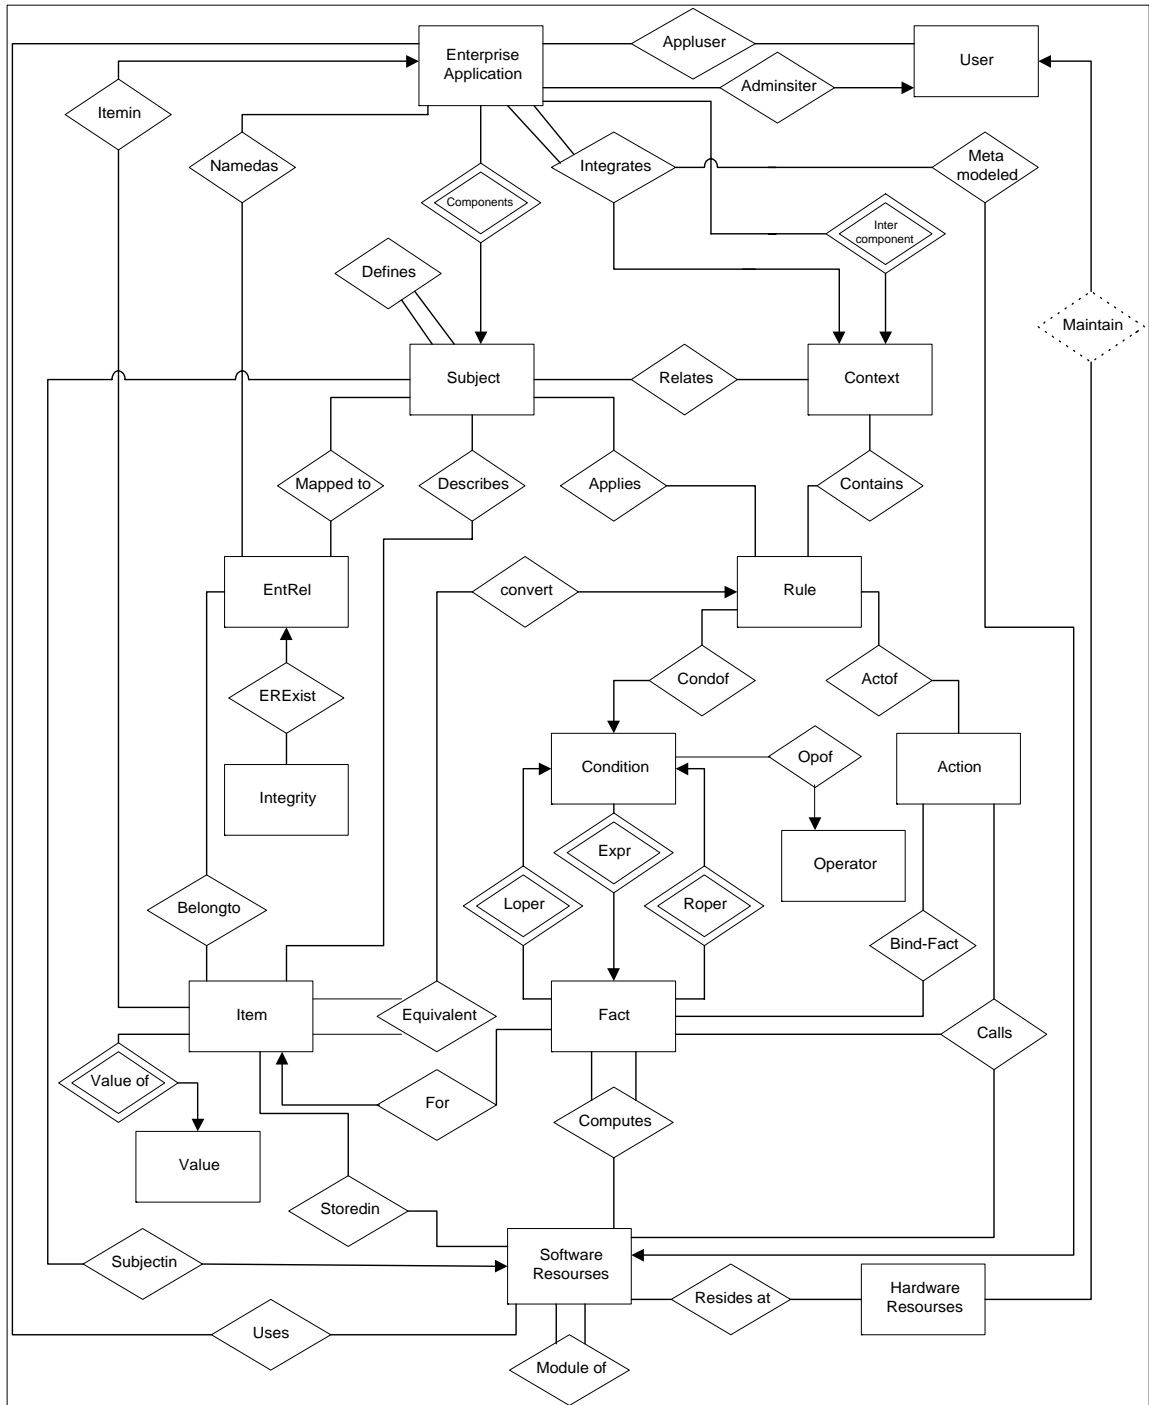 Enterprise
Application
Appluser
User
Adminsiter
Itemin
Namedas
Integrates
Meta
modeled
Components
Inter
component
Defines
Maintain
Subject
Relates
Context
Mapped to
Describes
Applies
Contains
EntRel
convert
Rule
ERExist
Condof
Actof
Integrity
Condition
Opof
Action
Operator
Expr
Loper
Roper
Belongto
Bind-Fact
Item
Equivalent
Fact
Calls
Value of
For
Computes
Value
Storedin
Subjectin
Software
Resourses
Resides at
Hardware
Resourses
Uses
Module of